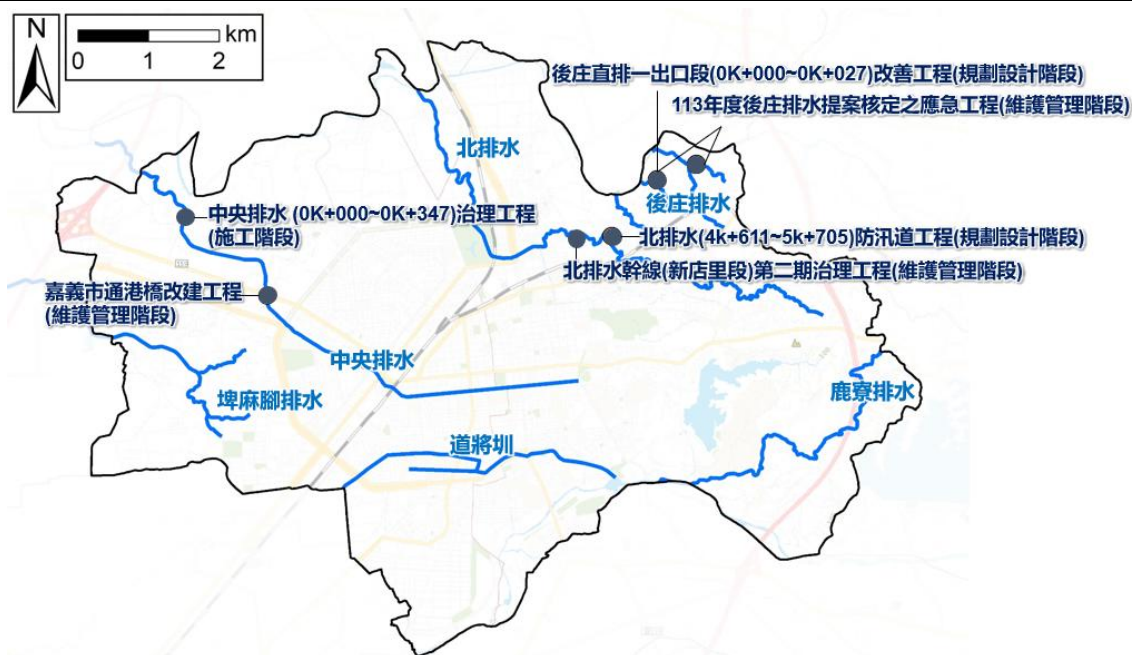 N
km
0 1 2
後庄直排一出口段(0K+000~0K+027)改善工程(規劃設計階段)
113年度後庄排水提案核定之應急工程(維護管理階段)
北排水
後庄排水
中央排水 (0K+000~0K+347)治理工程
(施工階段)
北排水(4k+611~5k+705)防汛道工程(規劃設計階段)
北排水幹線(新店里段)第二期治理工程(維護管理階段)
嘉義市通港橋改建工程
(維護管理階段)
中央排水
埤麻腳排水
鹿寮排水
道將圳